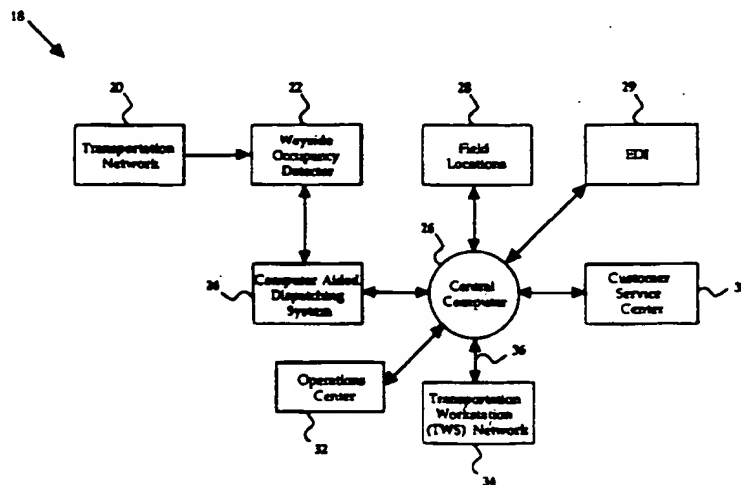 18
20
22
28
29
Transportation
Network
Wayside
Occupancy
Detector
Field
Locations
EDI
26
Central
Computer
Computer Aided
Dispatching
System
Customer
Service
Center
36
Operations
Center
32
Transportation
Workstation
(TWS) Network